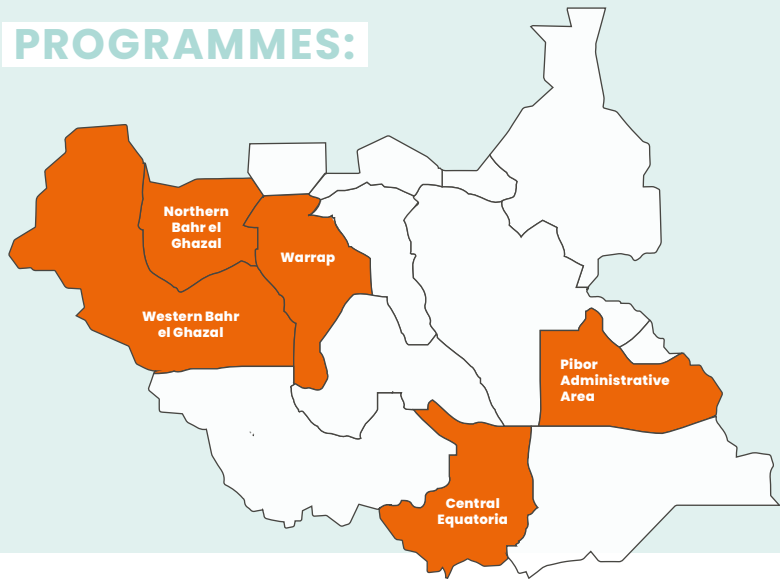 PROGRAMMES:
Northern
Bahr el
Ghazal
Warrap
Western Bahr
el Ghazal
Pibor
Administrative
Area
Central
Equatoria